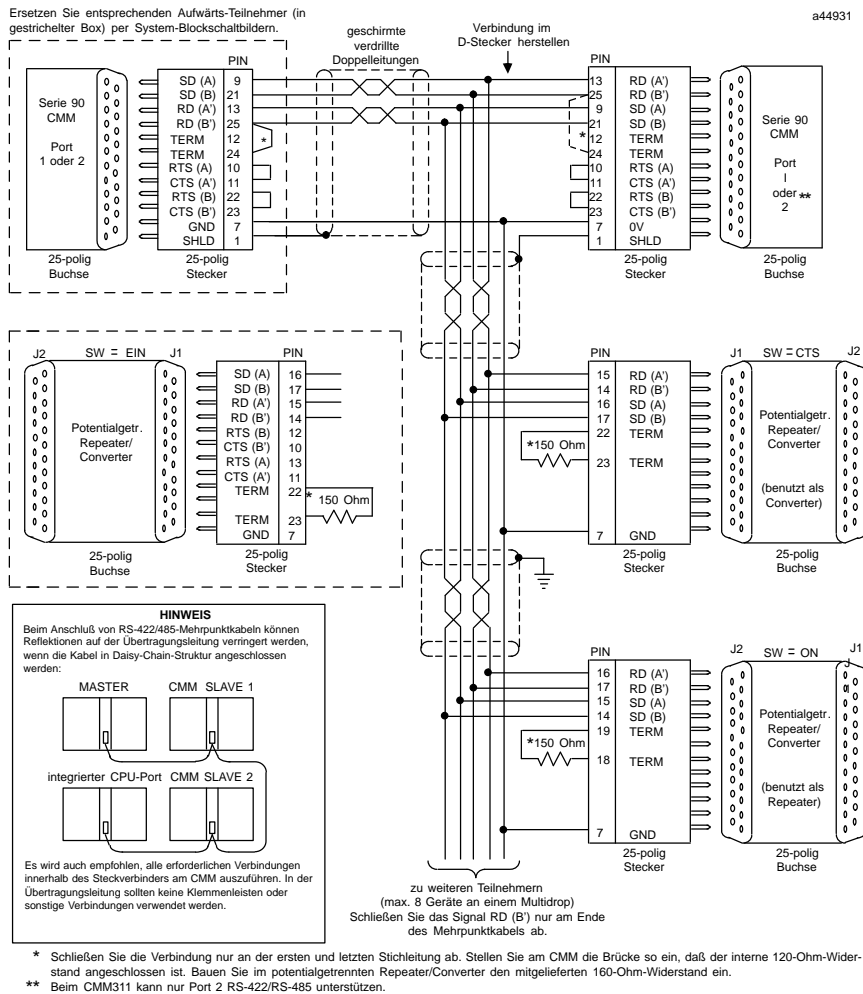 Ersetzen Sie entsprechenden Aufwärts-Teilnehmer (in
gestrichelter Box) per System-Blockschaltbildern.
geschirmte
verdrillte
Doppelleitungen
Verbindung im
D-Stecker herstellen
a44931
PIN
SD (A) 9
SD (B) 21
RD (A') 13
RD (B') 25
TERM 12
*
TERM 24
RTS (A) 10
CTS (A') 11
RTS (B) 22
CTS (B') 23
GND 7
SHLD 1
Serie 90
CMM
Port
1 oder 2
25-polig
Buchse
25-polig
Stecker
PIN
13 RD (A')
25 RD (B')
9 SD (A)
21 SD (B)
* 12 TERM
24 TERM
10 RTS (A)
11 CTS (A')
22 RTS (B)
23 CTS (B')
7 0V
1 SHLD
Serie 90
CMM
Port
I
oder
2 **
25-polig
Stecker
25-polig
Buchse
J2 SW = EIN J1
PIN
SD (A) 16
SD (B) 17
RD (A') 15
RD (B') 14
RTS (B) 12
CTS (B') 10
RTS (A) 13
CTS (A') 11
TERM 22
* 150 Ohm
TERM 23
GND 7
Potentialgetr.
Repeater/
Converter
25-polig
Buchse
25-polig
Stecker
PIN
J1 SW = CTS J2
15 RD (A')
14 RD (B')
16 SD (A)
17 SD (B)
22 TERM
*150 Ohm
23 TERM
7 GND
Potentialgetr.
Repeater/
Converter
(benutzt als
Converter)
25-polig
Stecker
25-polig
Buchse
HINWEIS
Beim Anschluß von RS-422/485-Mehrpunktkabeln können
Reflektionen auf der Übertragungsleitung verringert werden,
wenn die Kabel in Daisy-Chain-Struktur angeschlossen
werden:
MASTER CMM SLAVE 1
integrierter CPU-Port CMM SLAVE 2
Es wird auch empfohlen, alle erforderlichen Verbindungen
innerhalb des Steckverbinders am CMM auszuführen. In der
Übertragungsleitung sollten keine Klemmenleisten oder
sonstige Verbindungen verwendet werden.
PIN
J2 SW = ON J1
J
1
16 RD (A')
17 RD (B')
15 SD (A)
14 SD (B)
19 TERM
*150 Ohm
18 TERM
7 GND
Potentialgetr.
Repeater/
Converter
(benutzt als
Repeater)
25-polig
Stecker
25-polig
Buchse
zu weiteren Teilnehmern
(max. 8 Geräte an einem Multidrop)
Schließen Sie das Signal RD (B') nur am Ende
des Mehrpunktkabels ab.
* Schließen Sie die Verbindung nur an der ersten und letzten Stichleitung ab. Stellen Sie am CMM die Brücke so ein, daß der interne 120-Ohm-Wider-
stand angeschlossen ist. Bauen Sie im potentialgetrennten Repeater/Converter den mitgelieferten 160-Ohm-Widerstand ein.
** Beim CMM311 kann nur Port 2 RS-422/RS-485 unterstützen.